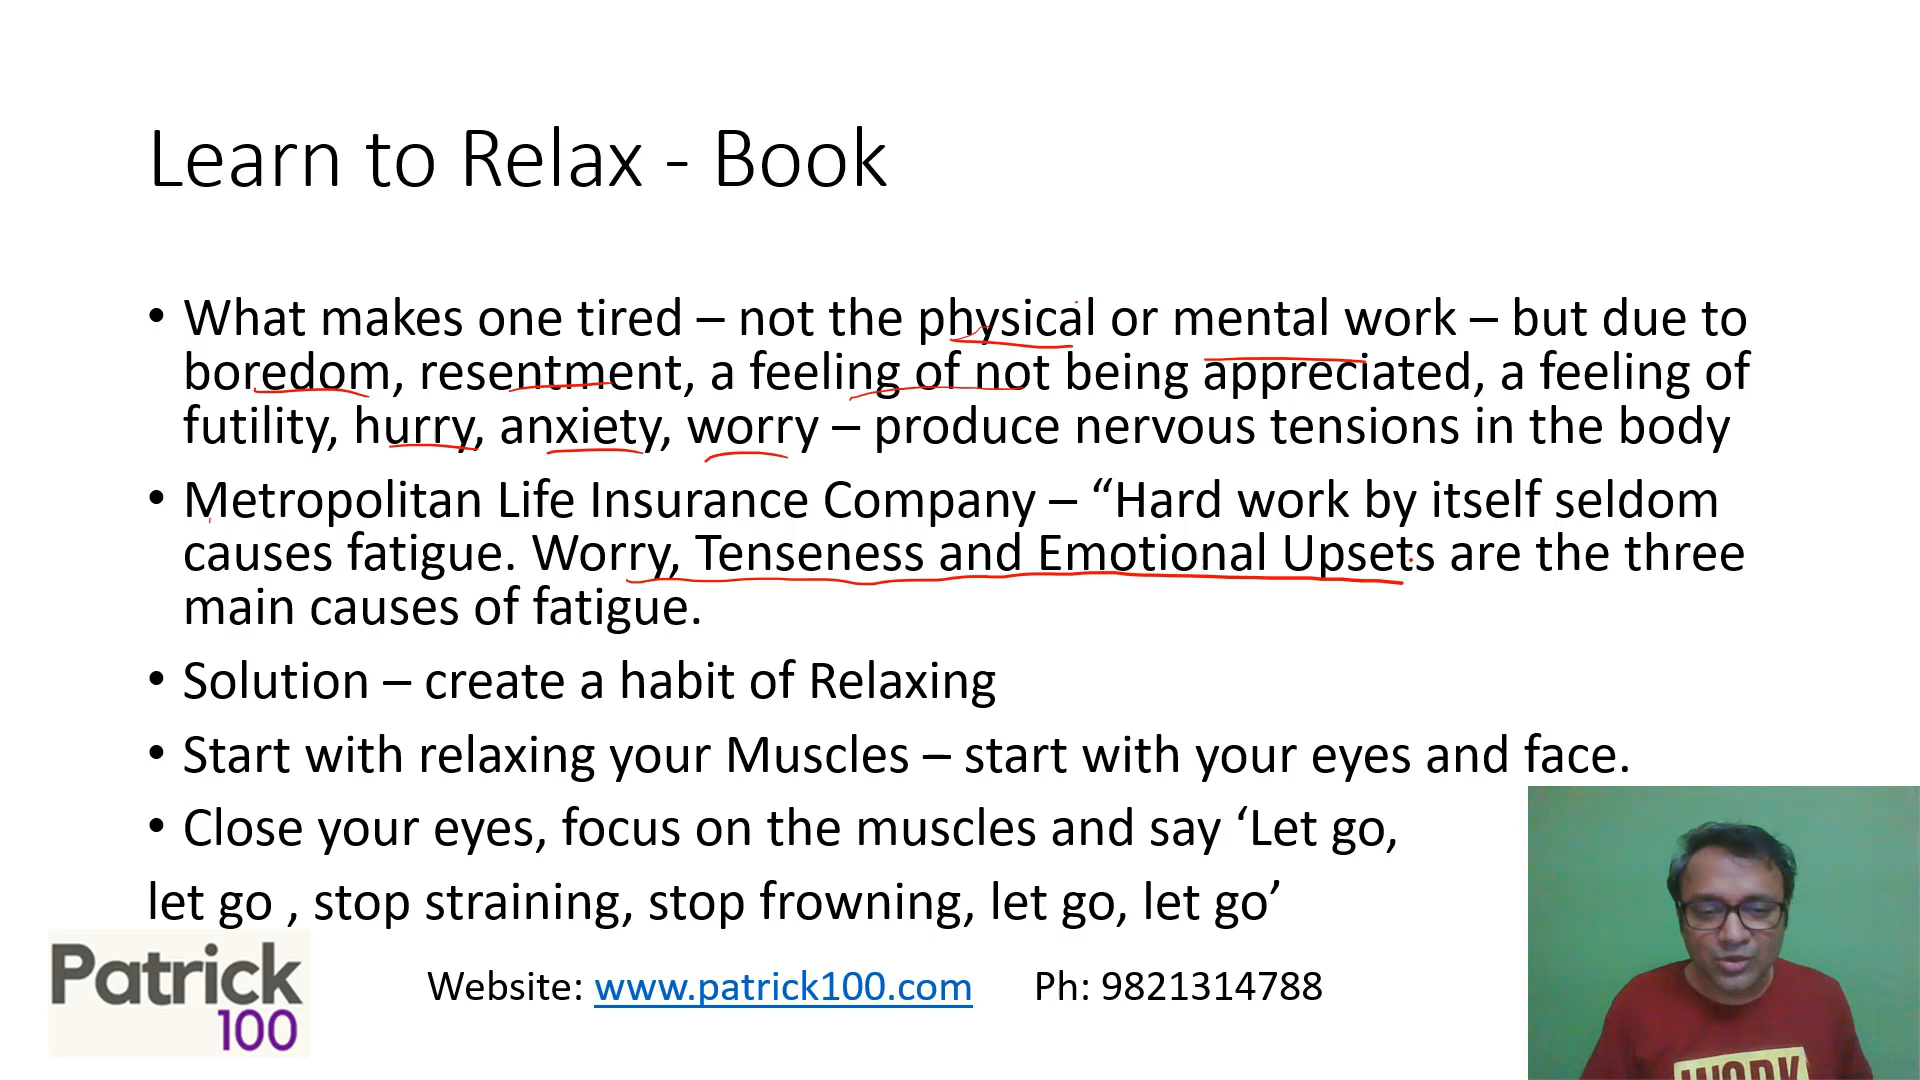 Learn to Relax - Book
• What makes one tired – not the physical or mental work – but due to
boredom, resentment, a feeling of not being appreciated, a feeling of
futility, hurry, anxiety, worry – produce nervous tensions in the body
• Metropolitan Life Insurance Company – “Hard work by itself seldom
causes fatigue. Worry, Tenseness and Emotional Upsets are the three
main causes of fatigue.
• Solution – create a habit of Relaxing
• Start with relaxing your Muscles – start with your eyes and face.
• Close your eyes, focus on the muscles and say ‘Let go,
let go , stop straining, stop frowning, let go, let go’
Patrick
100
Website: www.patrick100.com Ph: 9821314788
WORK